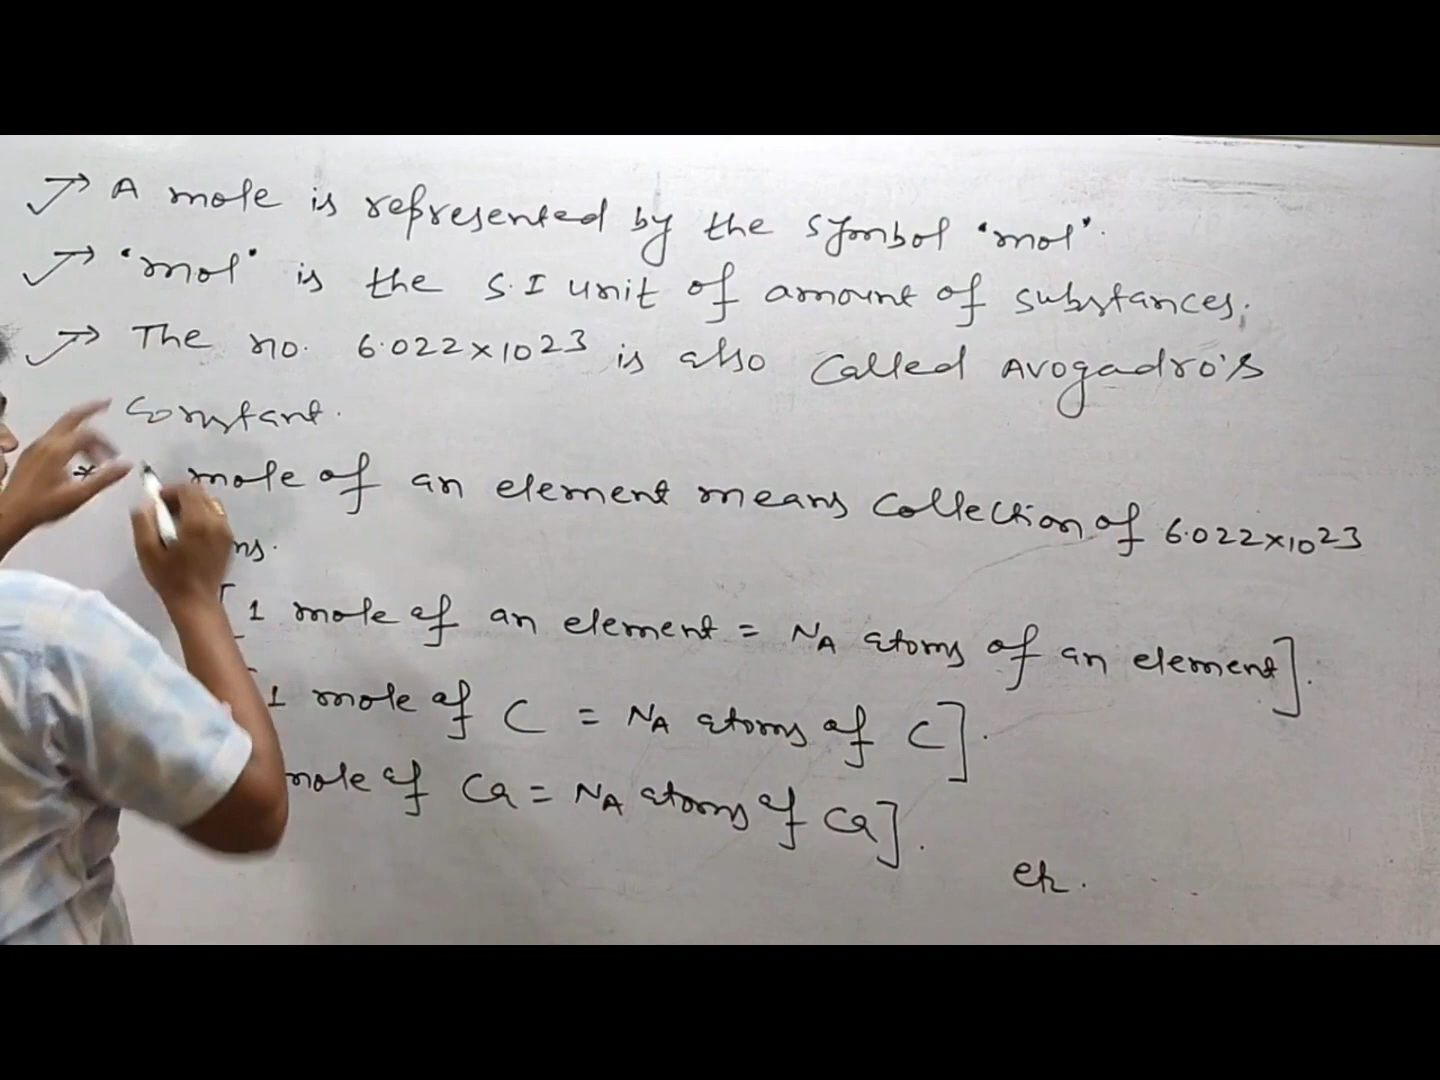 → A mole is represented by the symbol 'mol'.
→ 'mol' is the S.I unit of amount of substances.
→ The no. 6.022×10²³ is also called Avogadro's
constant.
* mole of an element means collection of 6.022×10²³
[1 mole of an element = NA atoms of an element].
1 mole of C = NA atoms of C].
mole of Ca = NA atoms of Ca].
etc.